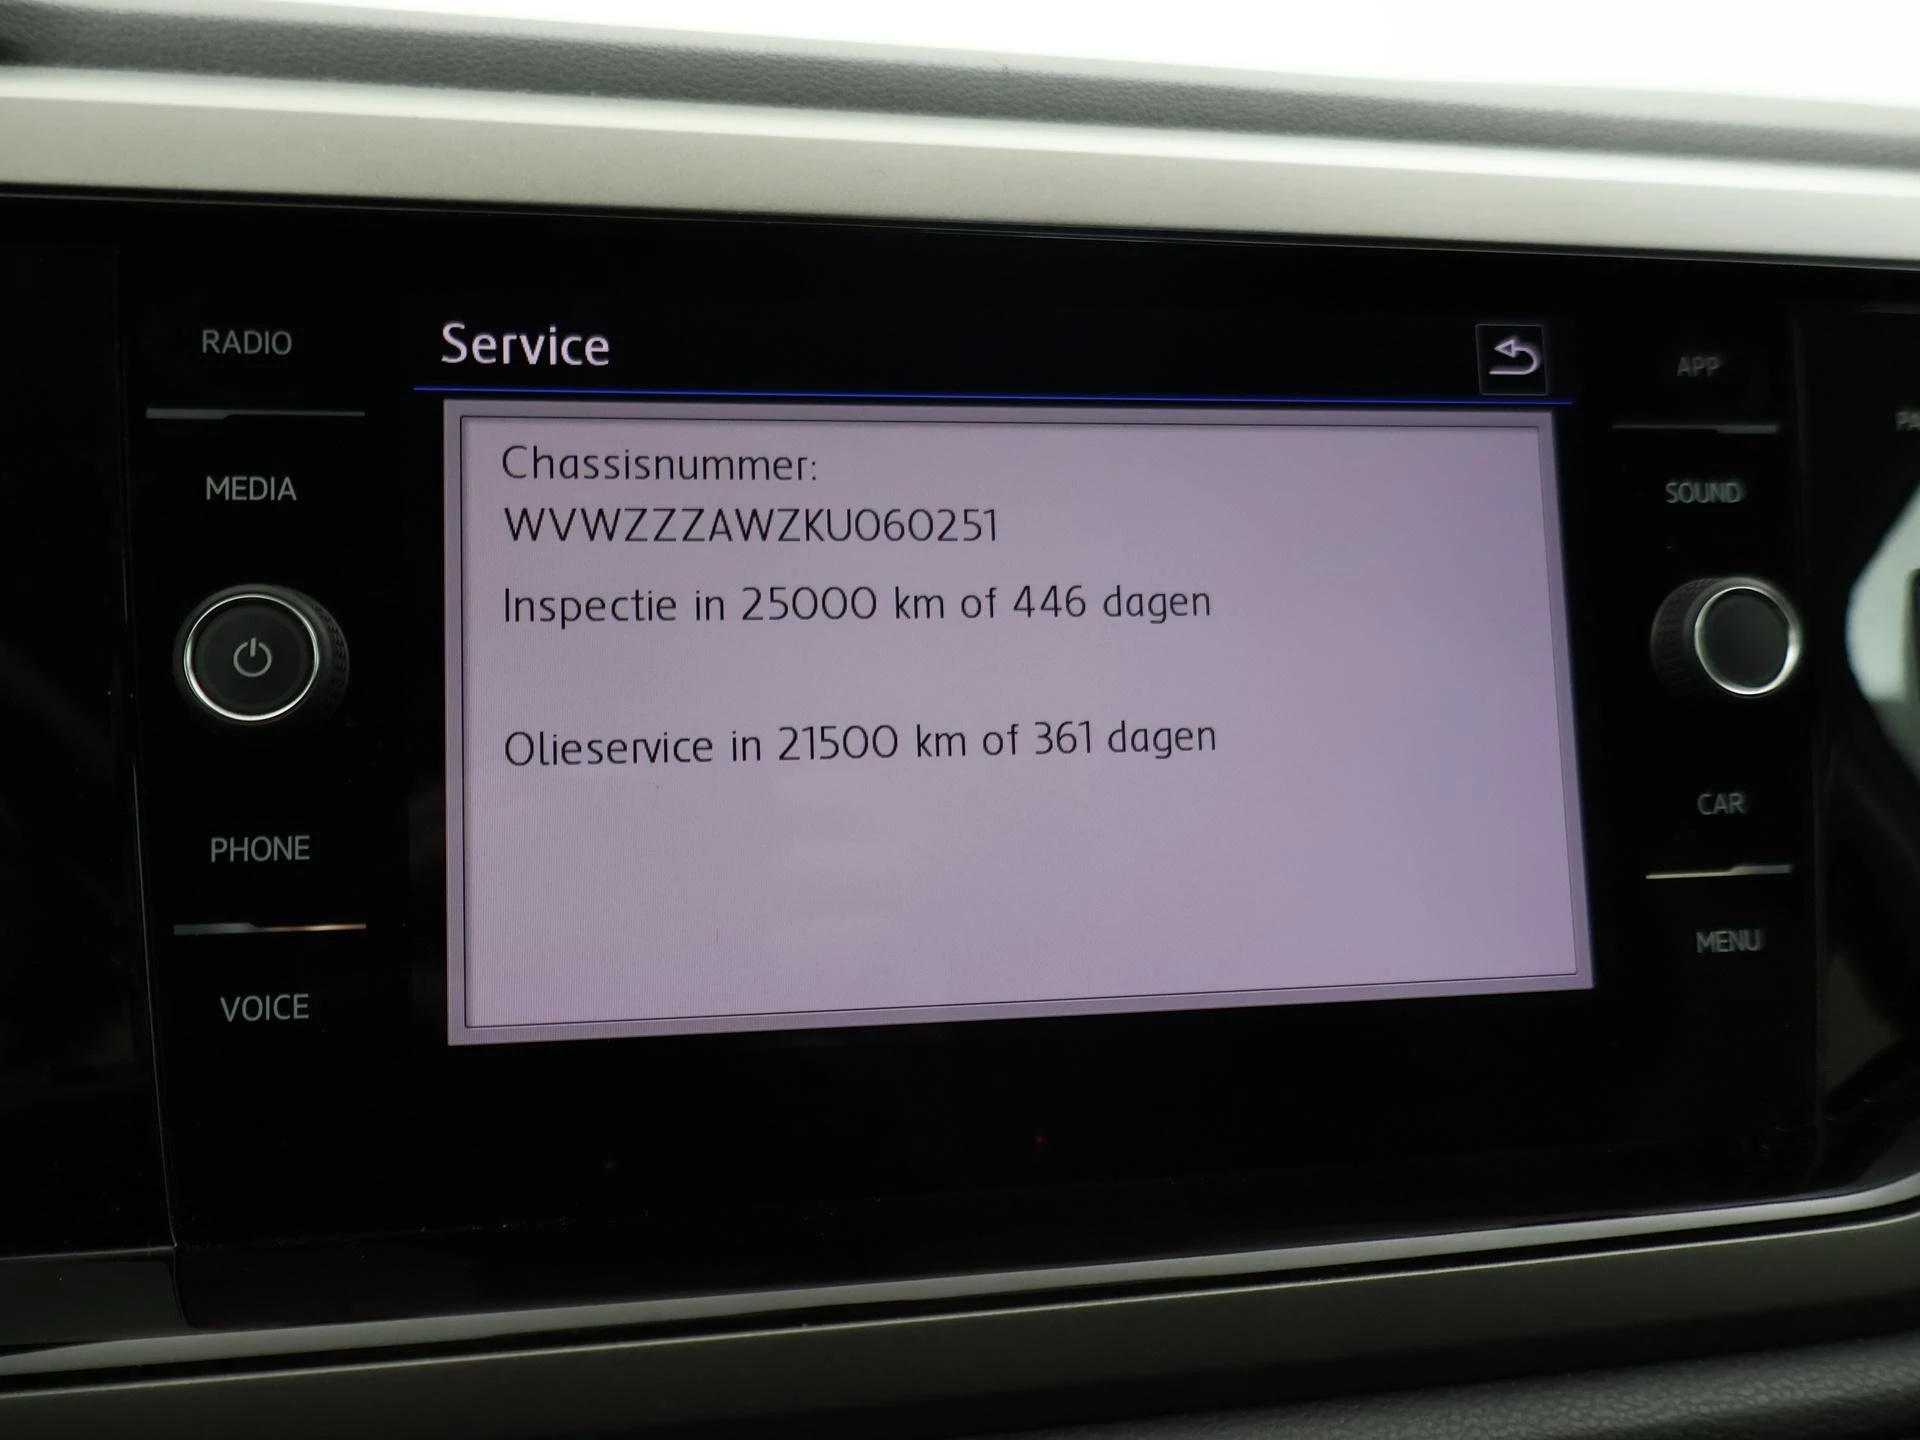 RADIO
MEDIA
PHONE
VOICE
Service
Chassisnummer:
WVWZZZAWZKU060251
Inspectie in 25000 km of 446 dagen
Olieservice in 21500 km of 361 dagen
APP
SOUND
CAR
MENU